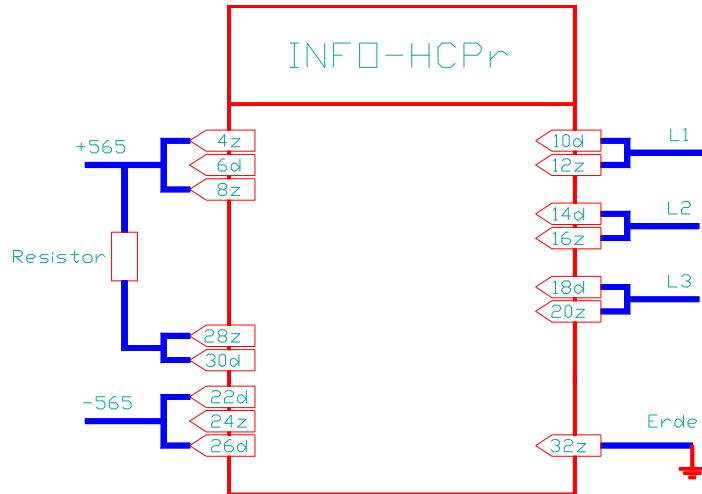 INFO-HCPr
+565
4z
6d
8z
Resistor
28z
30d
-565
22d
24z
26d
10d
12z
L1
14d
16z
L2
18d
20z
L3
32z
Erde